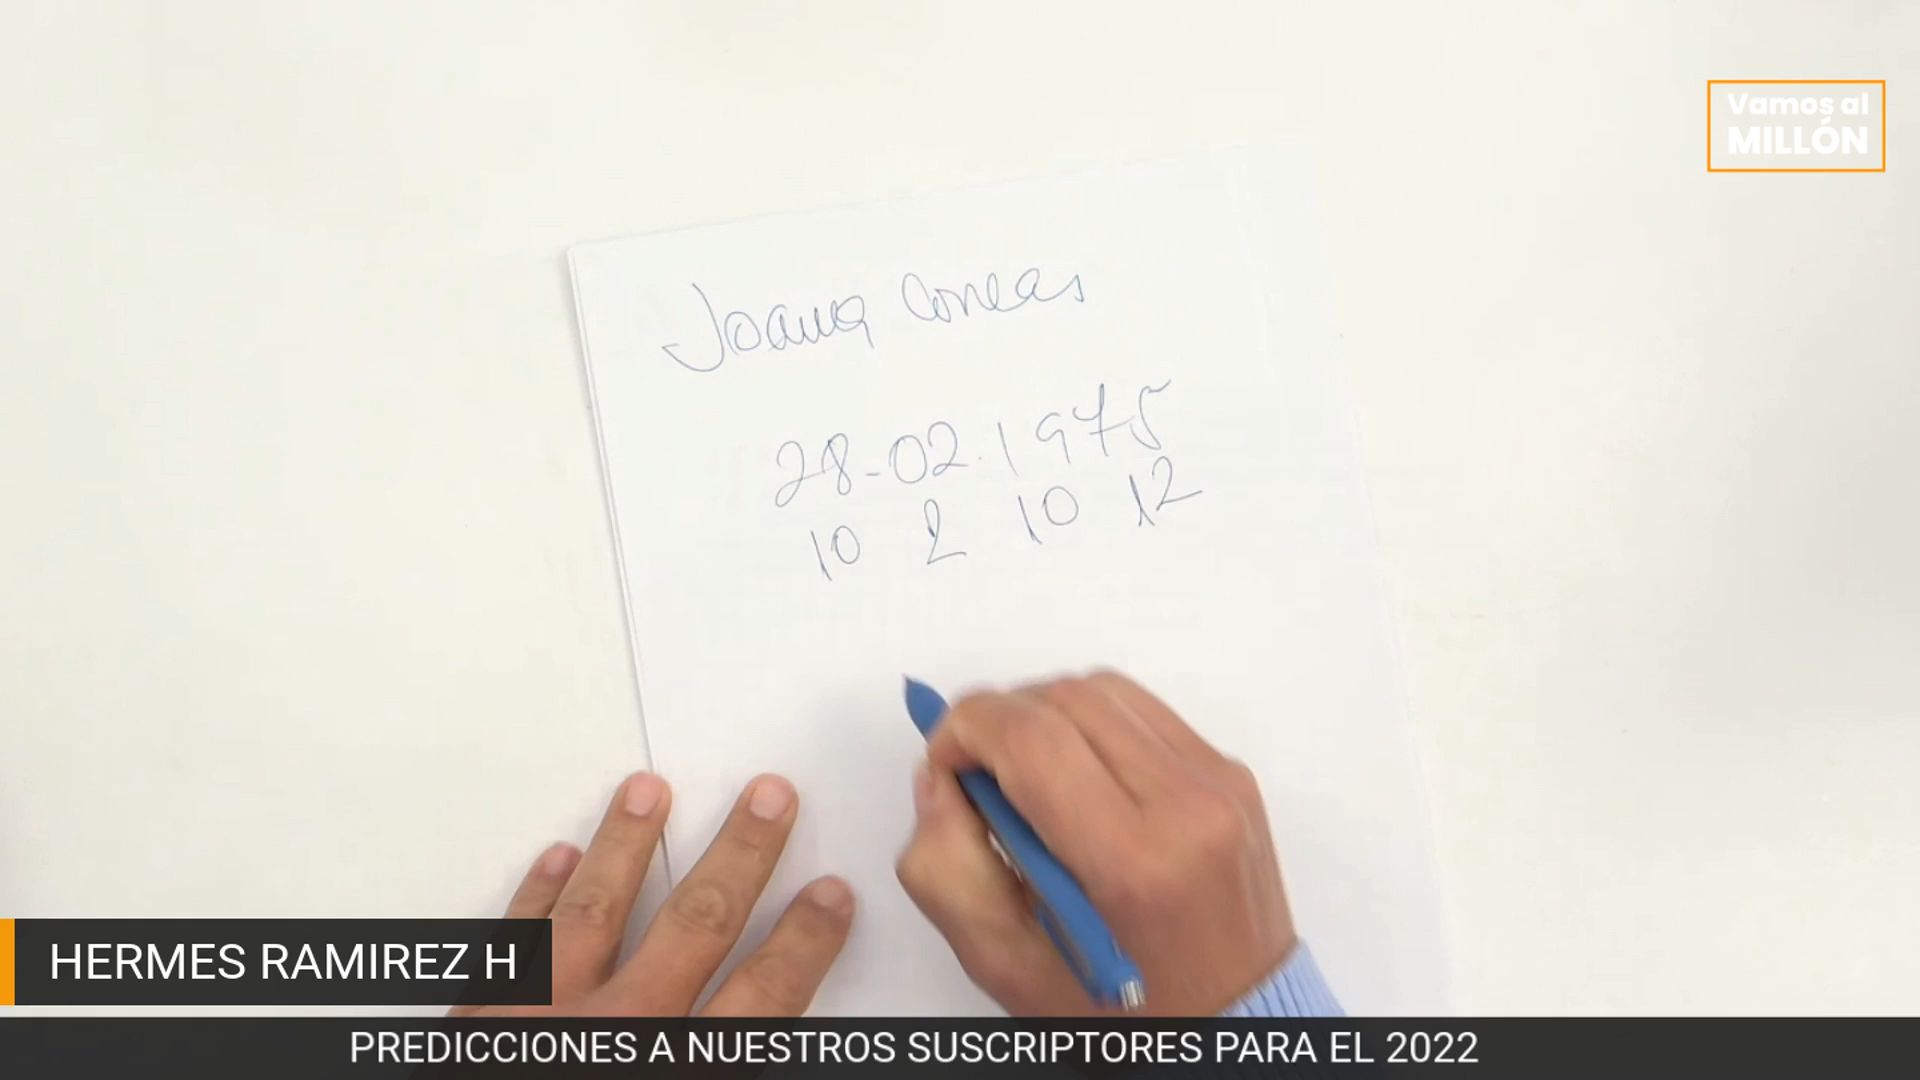 Vamos al
MILLÓN
Joana Correas
28-02-1975
10 2 10 12
HERMES RAMIREZ H
PREDICCIONES A NUESTROS SUSCRIPTORES PARA EL 2022